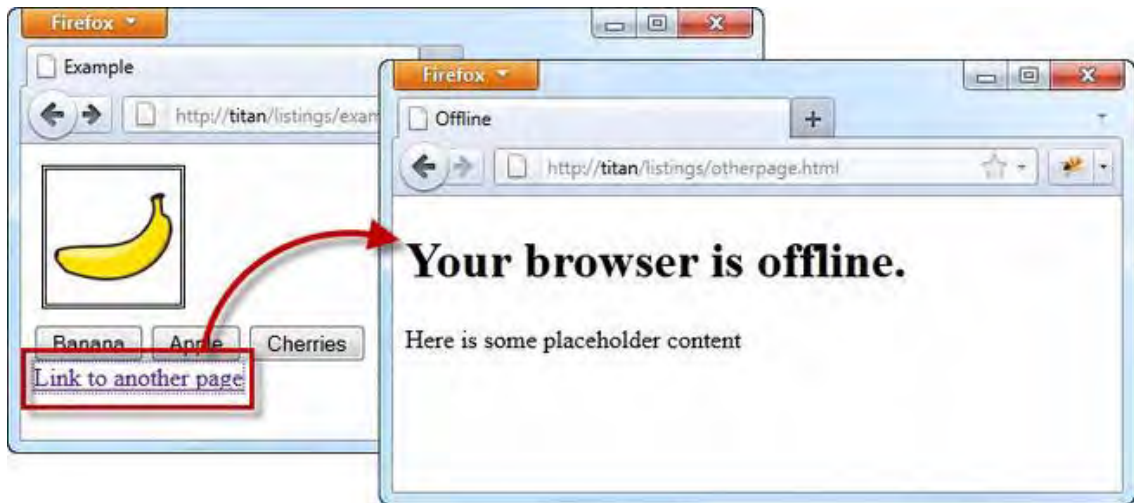 Firefox
Example
http://titan/listings/exam
Banana
Apple
Cherries
Link to another page
Firefox
Offline
http://titan/listings/otherpage.html
Your browser is offline.
Here is some placeholder content